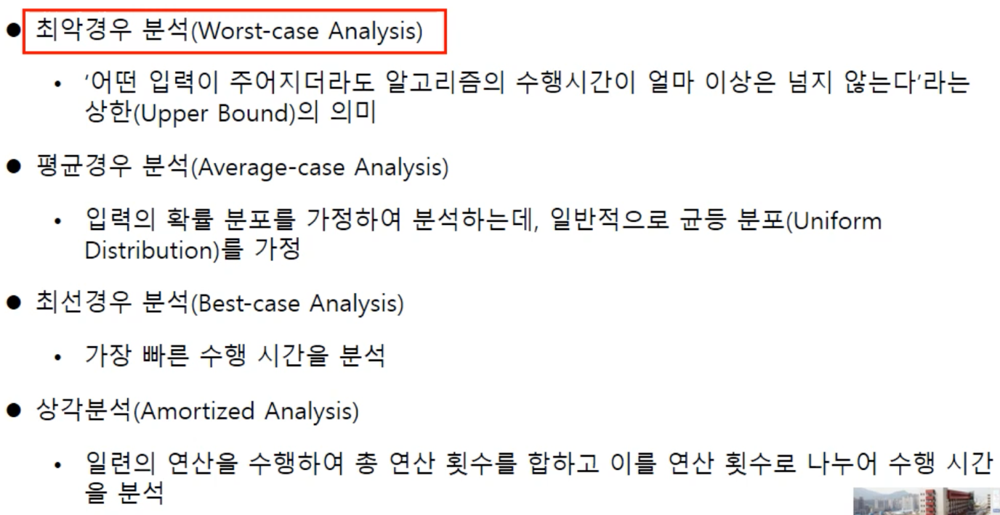 ● 최악경우 분석(Worst-case Analysis)
• ‘어떤 입력이 주어지더라도 알고리즘의 수행시간이 얼마 이상은 넘지 않는다’라는
상한(Upper Bound)의 의미
● 평균경우 분석(Average-case Analysis)
• 입력의 확률 분포를 가정하여 분석하는데, 일반적으로 균등 분포(Uniform
Distribution)를 가정
● 최선경우 분석(Best-case Analysis)
• 가장 빠른 수행 시간을 분석
● 상각분석(Amortized Analysis)
• 일련의 연산을 수행하여 총 연산 횟수를 합하고 이를 연산 횟수로 나누어 수행 시간
을 분석